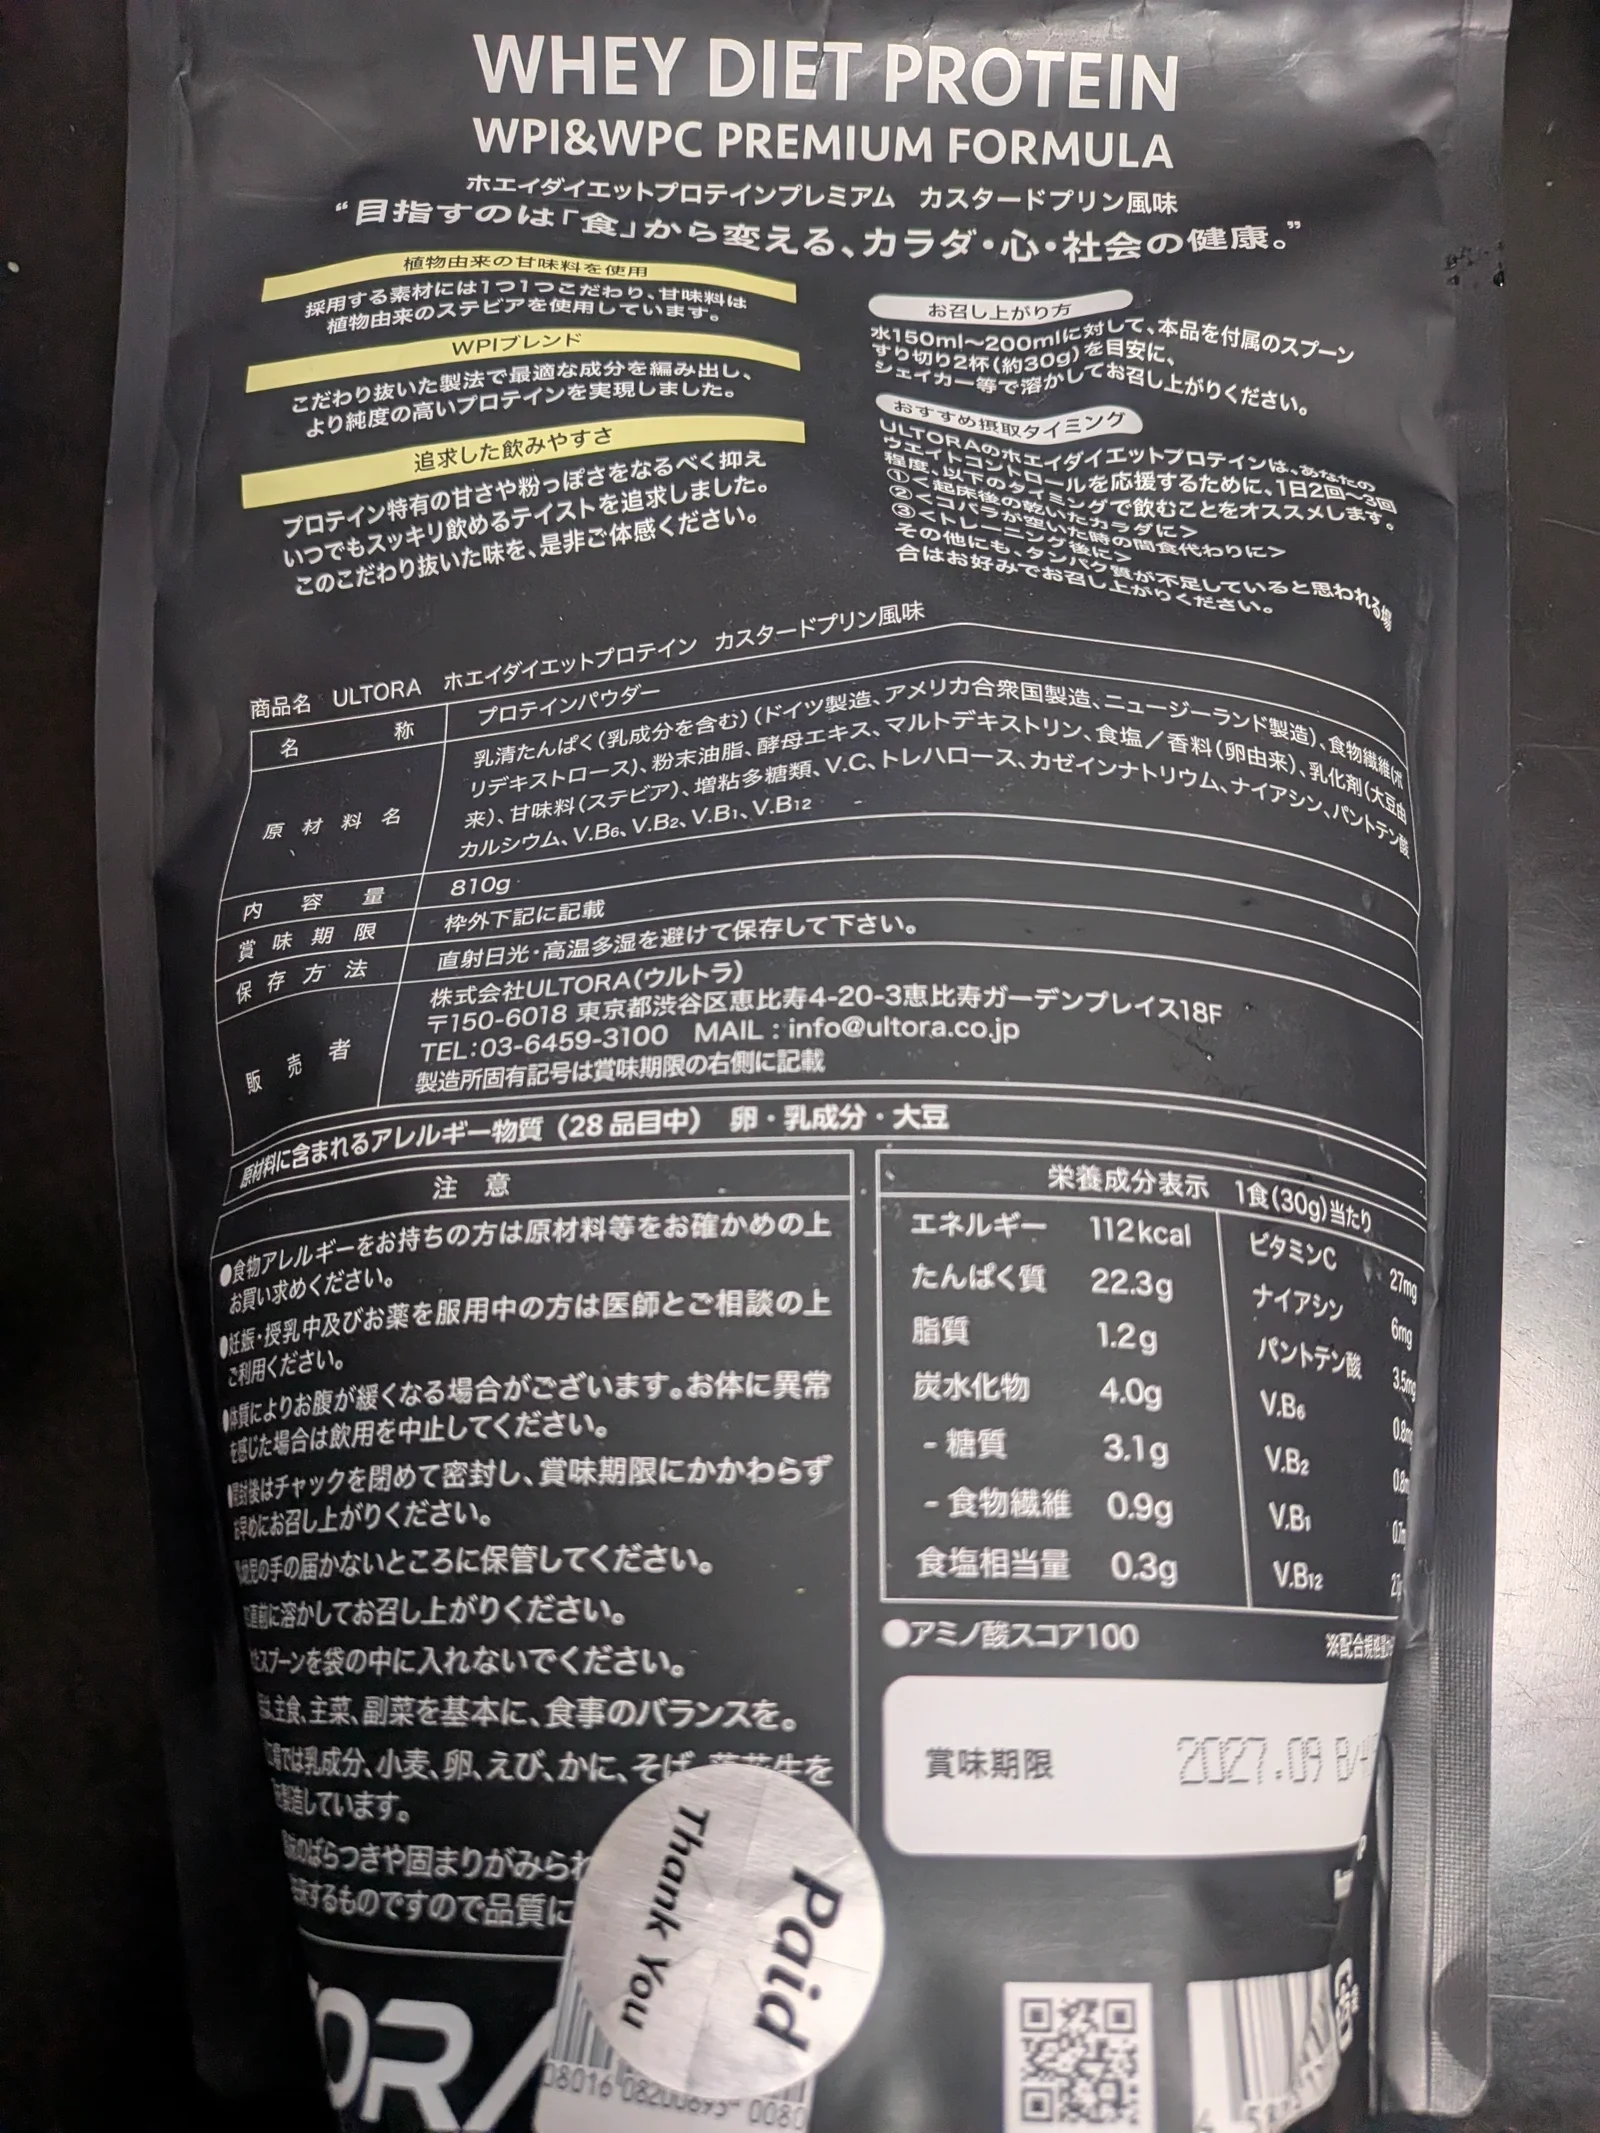 WHEY DIET PROTEIN
WPI&WPC PREMIUM FORMULA
ホエイダイエットプロテインプレミアム カスタードプリン風味
“目指すのは「食」から変える、カラダ・心・社会の健康。”
植物由来の甘味料を使用
採用する素材には1つ1つこだわり、甘味料は
植物由来のステビアを使用しています。
WPIブレンド
こだわり抜いた製法で最適な成分を編み出し、
より純度の高いプロテインを実現しました。
追求した飲みやすさ
プロテイン特有の甘さや粉っぽさをなるべく抑え
いつでもスッキリ飲めるテイストを追求しました。
このこだわり抜いた味を、是非ご体感ください。
お召し上がり方
水150ml〜200mlに対して、本品を付属のスプーン
すり切り2杯(約30g)を目安に、
シェイカー等で溶かしてお召し上がりください。
おすすめ摂取タイミング
ULTORAのホエイダイエットプロテインは、あなたの
ウエイトコントロールを応援するために、1日2回〜3回
程度、以下のタイミングで飲むことをオススメします。
①<起床後の乾いたカラダに>
②<コバラが空いた時の間食代わりに>
③<トレーニング後に>
その他にも、タンパク質が不足していると思われる場
合はお好みでお召し上がりください。
商品名 ULTORA ホエイダイエットプロテイン カスタードプリン風味
名称 プロテインパウダー
原材料名 乳清たんぱく(乳成分を含む)(ドイツ製造、アメリカ合衆国製造、ニュージーランド製造)、食物繊維(ポ
リデキストロース)、粉末油脂、酵母エキス、マルトデキストリン、食塩／香料(卵由来)、乳化剤(大豆由
来)、甘味料(ステビア)、増粘多糖類、V.C、トレハロース、カゼインナトリウム、ナイアシン、パントテン酸
カルシウム、V.B6、V.B2、V.B1、V.B12
内容量 810g
賞味期限 枠外下記に記載
保存方法 直射日光・高温多湿を避けて保存して下さい。
販売者 株式会社ULTORA(ウルトラ)
〒150-6018 東京都渋谷区恵比寿4-20-3恵比寿ガーデンプレイス18F
TEL:03-6459-3100 MAIL : info@ultora.co.jp
製造所固有記号は賞味期限の右側に記載
原材料に含まれるアレルギー物質（28品目中） 卵・乳成分・大豆
注意
●食物アレルギーをお持ちの方は原材料等をお確かめの上
お買い求めください。
●妊娠・授乳中及びお薬を服用中の方は医師とご相談の上
ご利用ください。
●体質によりお腹が緩くなる場合がございます。お体に異常
を感じた場合は飲用を中止してください。
開封後はチャックを閉めて密封し、賞味期限にかかわらず
お早めにお召し上がりください。
の手の届かないところに保管してください。
直前に溶かしてお召し上がりください。
スプーンを袋の中に入れないでください。
は、主食、主菜、副菜を基本に、食事のバランスを。
では乳成分、小麦、卵、えび、かに、そば、落花生を
製造しています。
のばらつきや固まりがみられ
するものですので品質に
栄養成分表示 1食(30g)当たり
エネルギー 112kcal
たんぱく質 22.3g
脂質 1.2g
炭水化物 4.0g
- 糖質 3.1g
- 食物繊維 0.9g
食塩相当量 0.3g
ビタミンC 27mg
ナイアシン 6mg
パントテン酸 3.5mg
V.B6 0.8m
V.B2 0.8m
V.B1
V.B12
●アミノ酸スコア100
※配合規格量
賞味期限 2027.09
Paid
Thank You
ORA